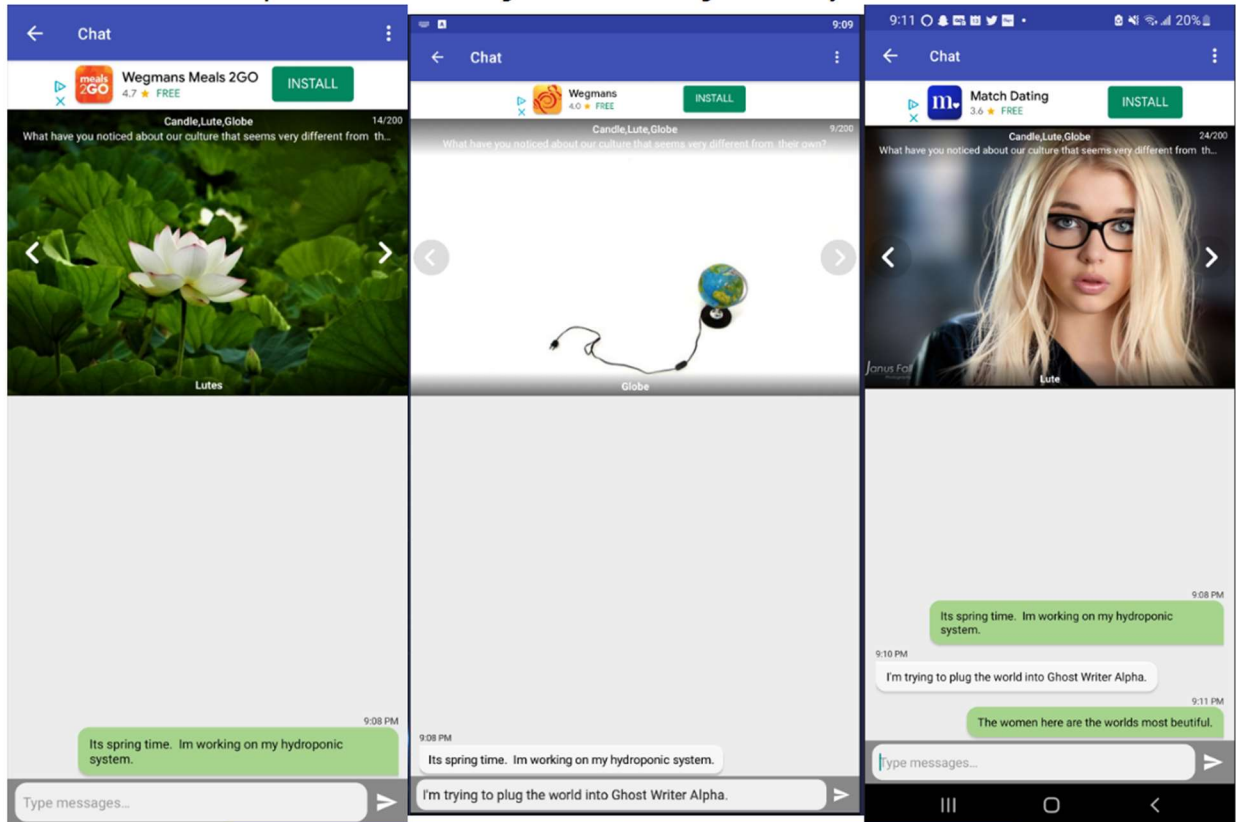 Chat
Wegmans Meals 2GO
4.7 ★ FREE
INSTALL
meals
2GO
Candle,Lute,Globe
14/200
What have you noticed about our culture that seems very different from th...
Lutes
9:08 PM
Its spring time. Im working on my hydroponic
system.
Type messages...
9:09
Chat
Wegmans
4.0 ★ FREE
INSTALL
Candle,Lute,Globe
9/200
What have you noticed about our culture that seems very different from their own?
Globe
9:08 PM
Its spring time. Im working on my hydroponic system.
I'm trying to plug the world into Ghost Writer Alpha.
9:11
20%
Chat
m
Match Dating
3.6 ★ FREE
INSTALL
Candle,Lute,Globe
24/200
What have you noticed about our culture that seems very different from th...
Janus Fal
Lute
9:08 PM
Its spring time. Im working on my hydroponic
system.
9:10 PM
I'm trying to plug the world into Ghost Writer Alpha.
9:11 PM
The women here are the worlds most beutiful.
Type messages...